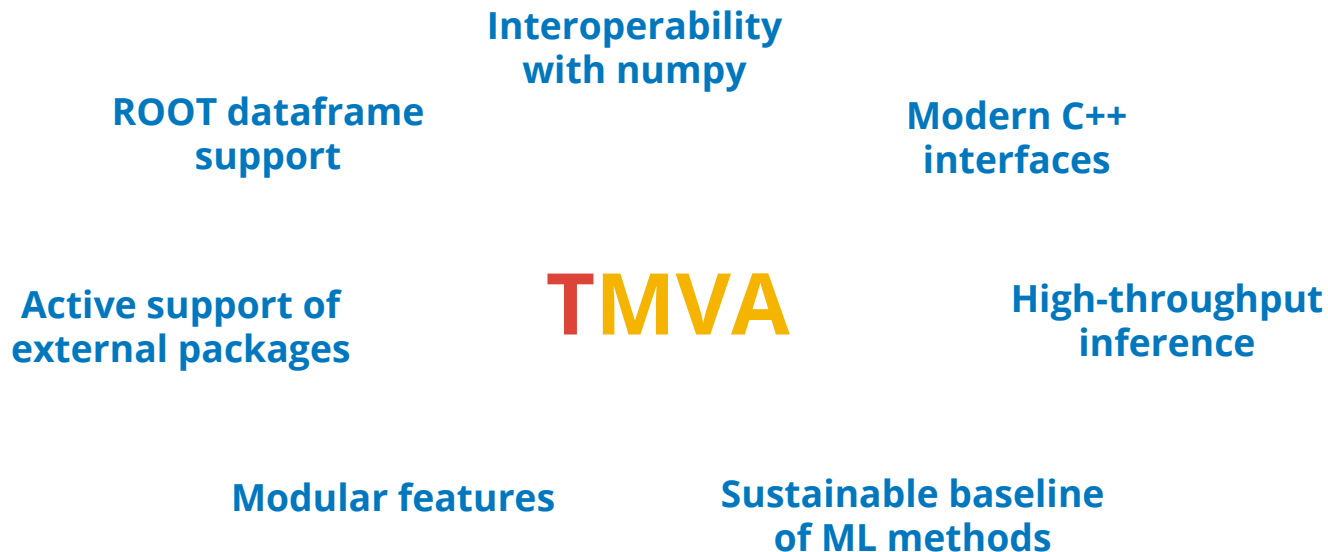 Interoperability
with numpy
ROOT dataframe
support
Modern C++
interfaces
Active support of
external packages
TMVA
High-throughput
inference
Modular features
Sustainable baseline
of ML methods